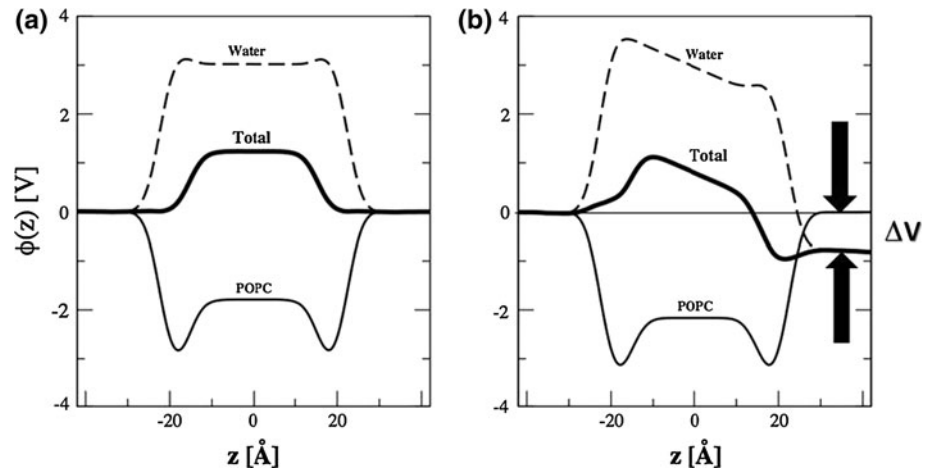 (a)
4
2
0
-2
-4
ϕ(z) [V]
Water
Total
POPC
-20
0
20
z [Å]
(b)
4
2
0
-2
-4
Water
Total
POPC
ΔV
-20
0
20
z [Å]